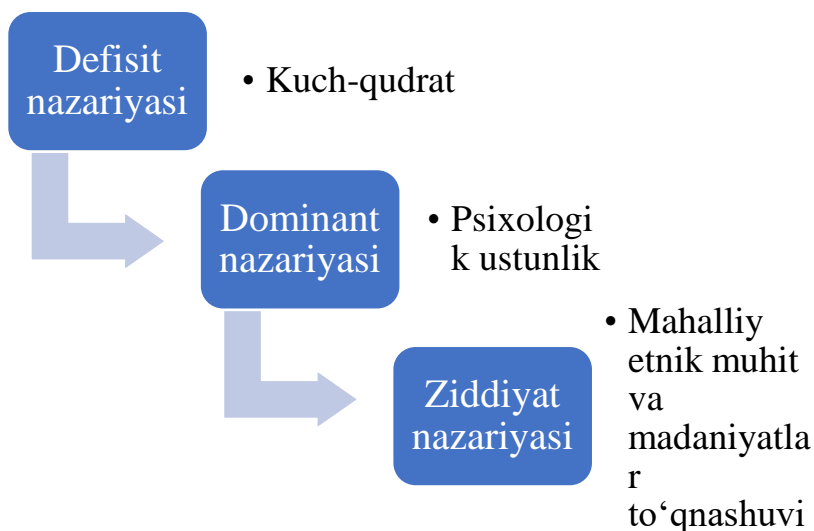 Defisit
nazariyasi
• Kuch-qudrat
Dominant
nazariyasi
• Psixologi
k ustunlik
Ziddiyat
nazariyasi
• Mahalliy
etnik muhit
va
madaniyatla
r
to‘qnashuvi